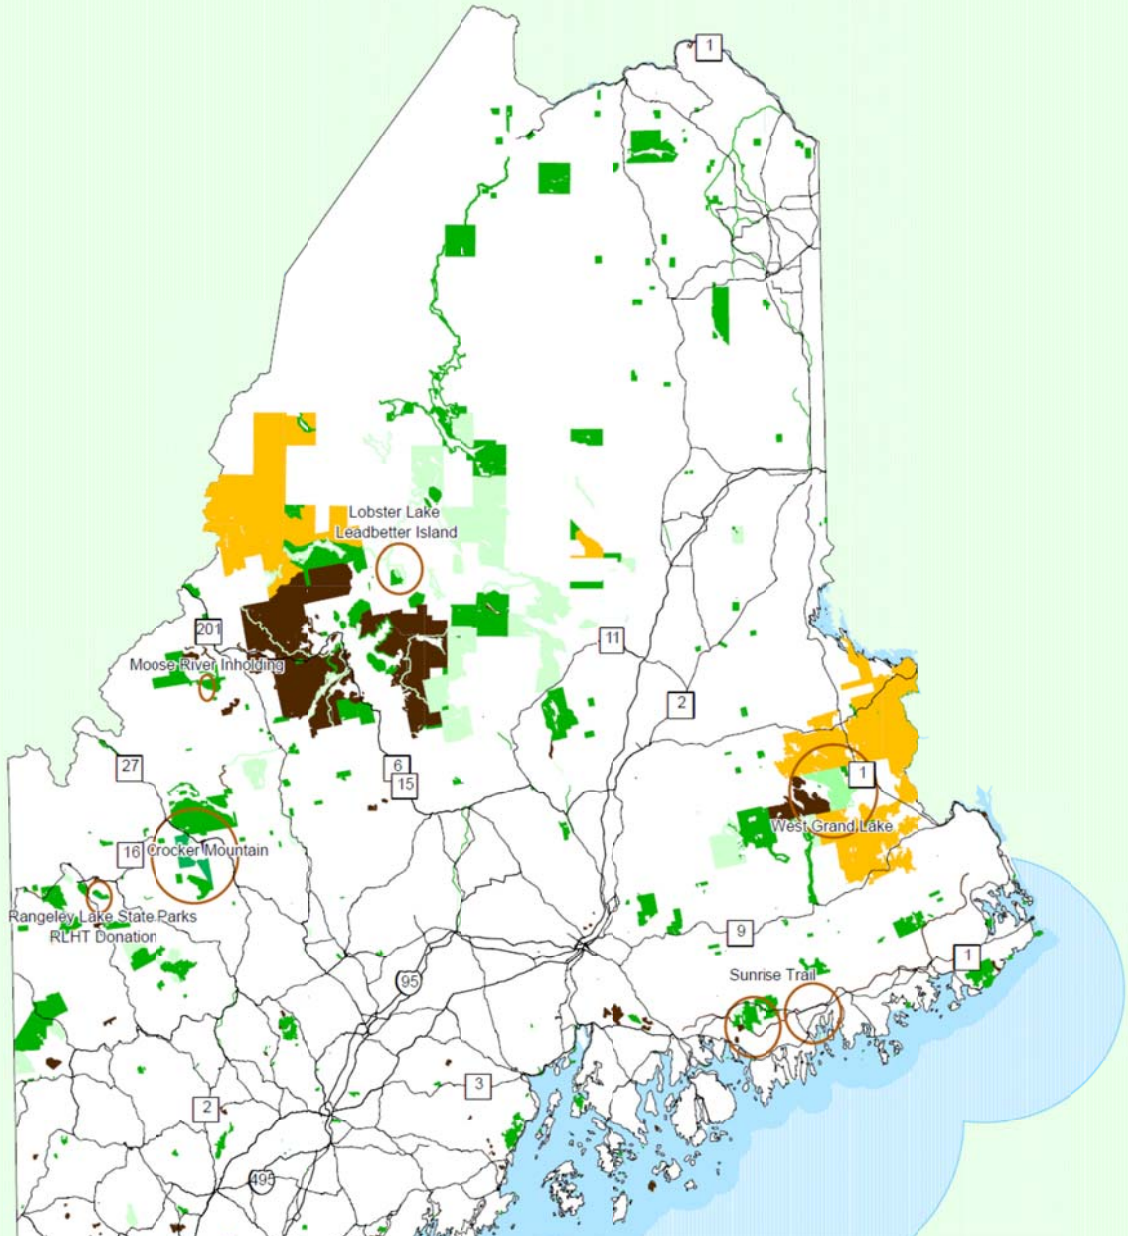 1
Lobster Lake
Leadbetter Island
201
11
Moose River Inholding
2
27
6
15
1
16
Crocker Mountain
West Grand Lake
Rangeley Lake State Parks
RLHT Donation
9
1
95
Sunrise Trail
3
2
495